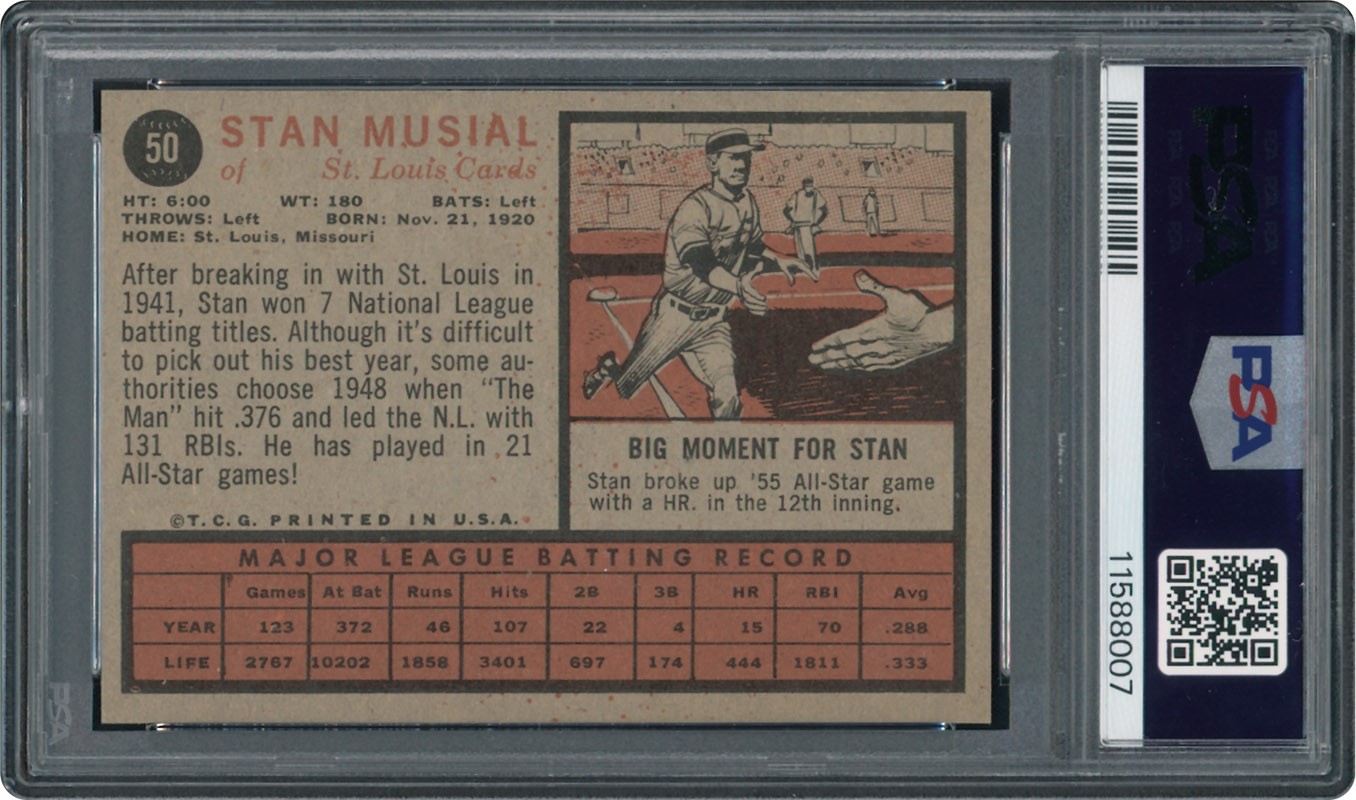 50
STAN MUSIAL
of St. Louis Cards
HT: 6:00 WT: 180 BATS: Left
THROWS: Left BORN: Nov. 21, 1920
HOME: St. Louis, Missouri
After breaking in with St. Louis in
1941, Stan won 7 National League
batting titles. Although it's difficult
to pick out his best year, some au-
thorities choose 1948 when "The
Man" hit .376 and led the N.L. with
131 RBIs. He has played in 21
All-Star games!
©T.C.G. PRINTED IN U.S.A.
BIG MOMENT FOR STAN
Stan broke up '55 All-Star game
with a HR. in the 12th inning.
MAJOR LEAGUE BATTING RECORD
Games At Bat Runs Hits 2B 3B HR RBI Avg
YEAR 123 372 46 107 22 4 15 70 .288
LIFE 2767 10202 1858 3401 697 174 444 1811 .333
11588007
PSA
PSA
PSA